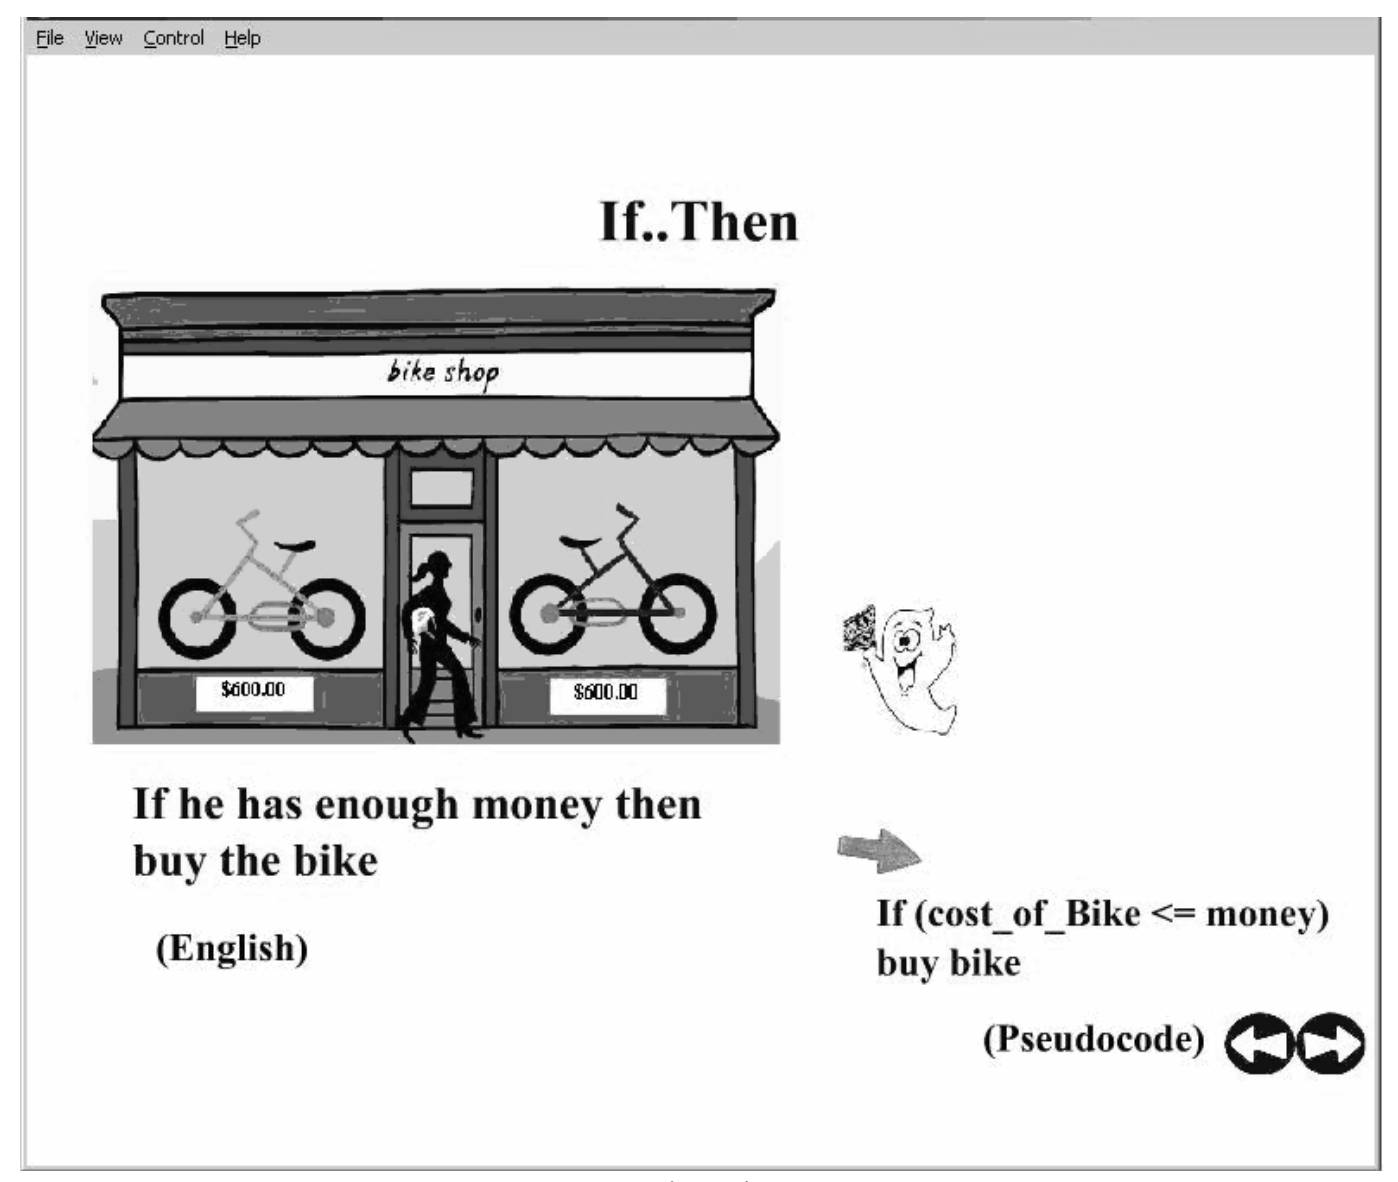 File View Control Help
If..Then
bike shop
$600.00 $600.00
If he has enough money then
buy the bike
(English)
If (cost_of_Bike <= money)
buy bike
(Pseudocode)